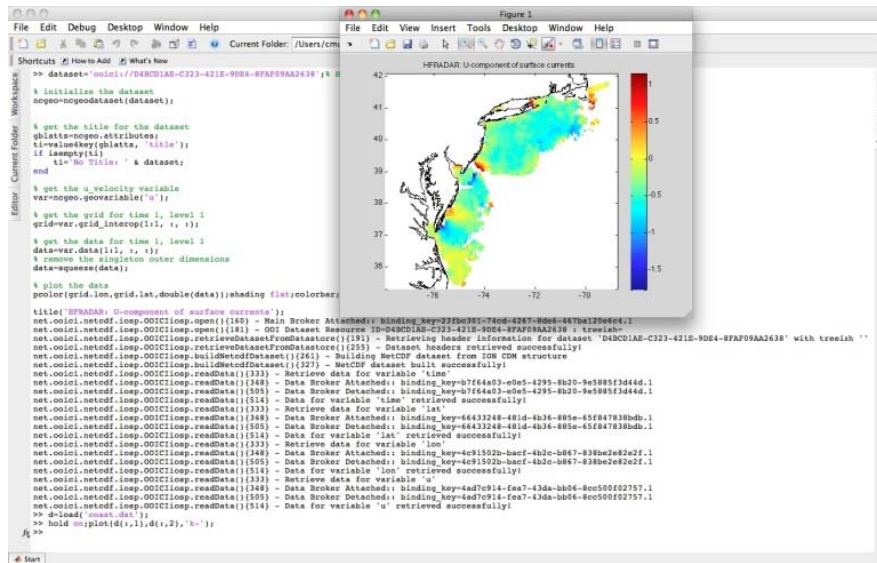 File Edit Debug Desktop Window Help
Current Folder: /Users/cm
Shortcuts How to Add What's New
Figure 1
File Edit View Insert Tools Desktop Window Help
HFRADAR: U-component of surface currents
42
41
40
39
38
37
36
-76 -74 -72 -70
1
0.5
0
-0.5
-1
-1.5
Workspace
Current Folder
Editor
>> dataset='ooici://D4BCD1AE-C323-421E-9DE4-8FAF09AA2638';%
% initialize the dataset
ncgeo=ncgeodataset(dataset);
% get the title for the dataset
gblatts=ncgeo.attributes;
ti=value4key(gblatts, 'title');
if isempty(ti)
ti='No Title: ' & dataset;
end
% get the u_velocity variable
var=ncgeo.geovariable('u');
% get the grid for time 1, level 1
grid=var.grid_interop(1:1, :, :);
% get the data for time 1, level 1
data=var.data(1:1, :, :);
% remove the singleton outer dimensions
data=squeeze(data);
% plot the data
pcolor(grid.lon,grid.lat,double(data));shading flat;colorbar;
title('HFRADAR: U-component of surface currents');
net.ooici.netcdf.iosp.OOICIiosp.open(){160} - Main Broker Attached:: binding_key=23fbc301-74cd-4267-8de6-467ba120e6c4.1
net.ooici.netcdf.iosp.OOICIiosp.open(){181} - OOI Dataset Resource ID=D4BCD1AE-C323-421E-9DE4-8FAF09AA2638 : treeish=
net.ooici.netcdf.iosp.OOICIiosp.retrieveDatasetFromDatastore(){191} - Retrieving header information for dataset 'D4BCD1AE-C323-421E-9DE4-8FAF09AA2638' with treeish ''
net.ooici.netcdf.iosp.OOICIiosp.retrieveDatasetFromDatastore(){255} - Dataset headers retrieved successfully!
net.ooici.netcdf.iosp.OOICIiosp.buildNetcdfDataset(){261} - Building NetCDF dataset from ION CDM structure
net.ooici.netcdf.iosp.OOICIiosp.buildNetcdfDataset(){327} - NetCDF dataset built successfully!
net.ooici.netcdf.iosp.OOICIiosp.readData(){333} - Retrieve data for variable 'time'
net.ooici.netcdf.iosp.OOICIiosp.readData(){348} - Data Broker Attached:: binding_key=b7f64a03-e0e5-4295-8b20-9e5885f3d44d.1
net.ooici.netcdf.iosp.OOICIiosp.readData(){505} - Data Broker Detached:: binding_key=b7f64a03-e0e5-4295-8b20-9e5885f3d44d.1
net.ooici.netcdf.iosp.OOICIiosp.readData(){514} - Data for variable 'time' retrieved successfully!
net.ooici.netcdf.iosp.OOICIiosp.readData(){333} - Retrieve data for variable 'lat'
net.ooici.netcdf.iosp.OOICIiosp.readData(){348} - Data Broker Attached:: binding_key=66433248-481d-4b36-885e-65f847838bdb.1
net.ooici.netcdf.iosp.OOICIiosp.readData(){505} - Data Broker Detached:: binding_key=66433248-481d-4b36-885e-65f847838bdb.1
net.ooici.netcdf.iosp.OOICIiosp.readData(){514} - Data for variable 'lat' retrieved successfully!
net.ooici.netcdf.iosp.OOICIiosp.readData(){333} - Retrieve data for variable 'lon'
net.ooici.netcdf.iosp.OOICIiosp.readData(){348} - Data Broker Attached:: binding_key=4c91502b-bacf-4b2c-b867-838be2e82e2f.1
net.ooici.netcdf.iosp.OOICIiosp.readData(){505} - Data Broker Detached:: binding_key=4c91502b-bacf-4b2c-b867-838be2e82e2f.1
net.ooici.netcdf.iosp.OOICIiosp.readData(){514} - Data for variable 'lon' retrieved successfully!
net.ooici.netcdf.iosp.OOICIiosp.readData(){333} - Retrieve data for variable 'u'
net.ooici.netcdf.iosp.OOICIiosp.readData(){348} - Data Broker Attached:: binding_key=4ad7c914-fea7-43da-bb06-8cc500f02757.1
net.ooici.netcdf.iosp.OOICIiosp.readData(){505} - Data Broker Detached:: binding_key=4ad7c914-fea7-43da-bb06-8cc500f02757.1
net.ooici.netcdf.iosp.OOICIiosp.readData(){514} - Data for variable 'u' retrieved successfully!
>> d=load('coast.dat');
>> hold on;plot(d(:,1),d(:,2),'k-');
fx >>
Start